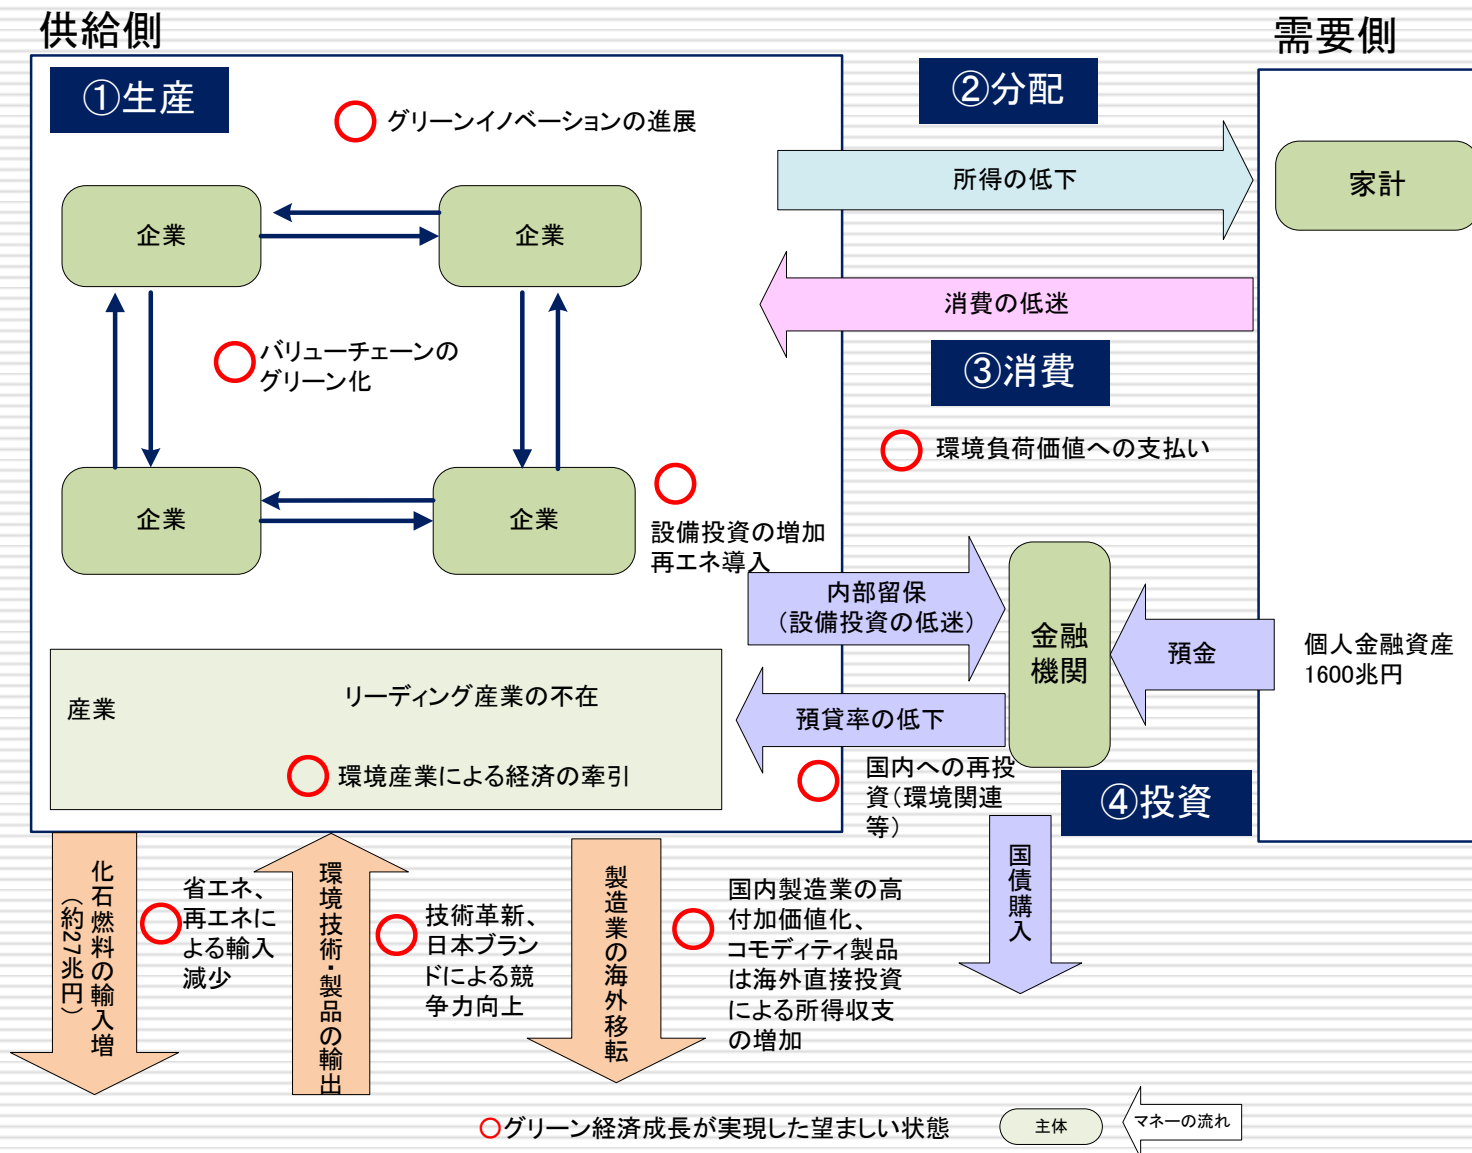 供給側
需要側
①生産
②分配
グリーンイノベーションの進展
所得の低下
家計
企業
企業
消費の低迷
バリューチェーンの
グリーン化
③消費
環境負荷価値への支払い
企業
企業
設備投資の増加
再エネ導入
内部留保
(設備投資の低迷)
金融
機関
預金
個人金融資産
1600兆円
産業
リーディング産業の不在
預貸率の低下
環境産業による経済の牽引
国内への再投
資(環境関連
等)
④投資
化石燃料の輸入増
(約27兆円)
省エネ、
再エネに
よる輸入
減少
環境技術・製品の輸出
技術革新、
日本ブラン
ドによる競
争力向上
製造業の海外移転
国内製造業の高
付加価値化、
コモディティ製品
は海外直接投資
による所得収支
の増加
国債購入
○グリーン経済成長が実現した望ましい状態
主体
マネーの流れ